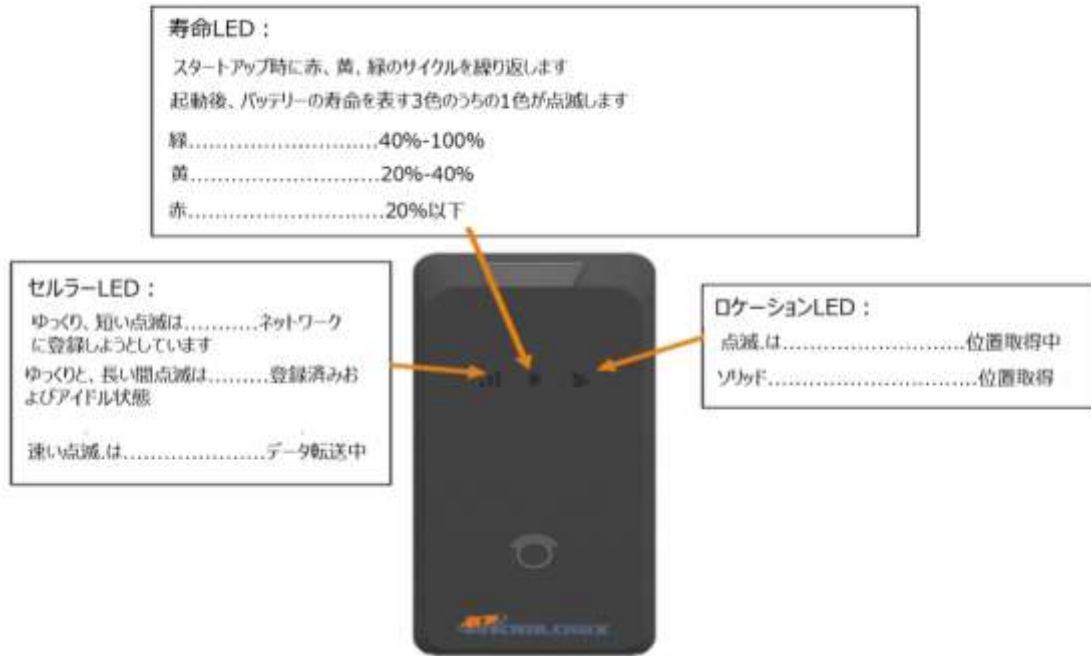 寿命LED：
スタートアップ時に赤、黄、緑のサイクルを繰り返します
起動後、バッテリーの寿命を表す3色のうちの1色が点滅します
緑............................40%-100%
黄............................20%-40%
赤.............................20%以下
セルラーLED：
ゆっくり、短い点滅は...........ネットワーク
に登録しようとしています
ゆっくりと、長い間点滅は.........登録済みお
よびアイドル状態
速い点滅.は.....................データ転送中
ロケーションLED：
点滅.は...........................位置取得中
ソリッド...............................位置取得